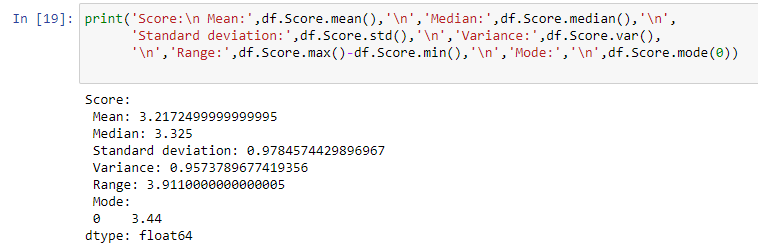 In [19]: print('Score:\n Mean:',df.Score.mean(),'\n','Median:',df.Score.median(),'\n',
'Standard deviation:',df.Score.std(),'\n','Variance:',df.Score.var(),
'\n','Range:',df.Score.max()-df.Score.min(),'\n','Mode:','\n',df.Score.mode(0))
Score:
Mean: 3.2172499999999995
Median: 3.325
Standard deviation: 0.9784574429896967
Variance: 0.9573789677419356
Range: 3.9110000000000005
Mode:
0    3.44
dtype: float64